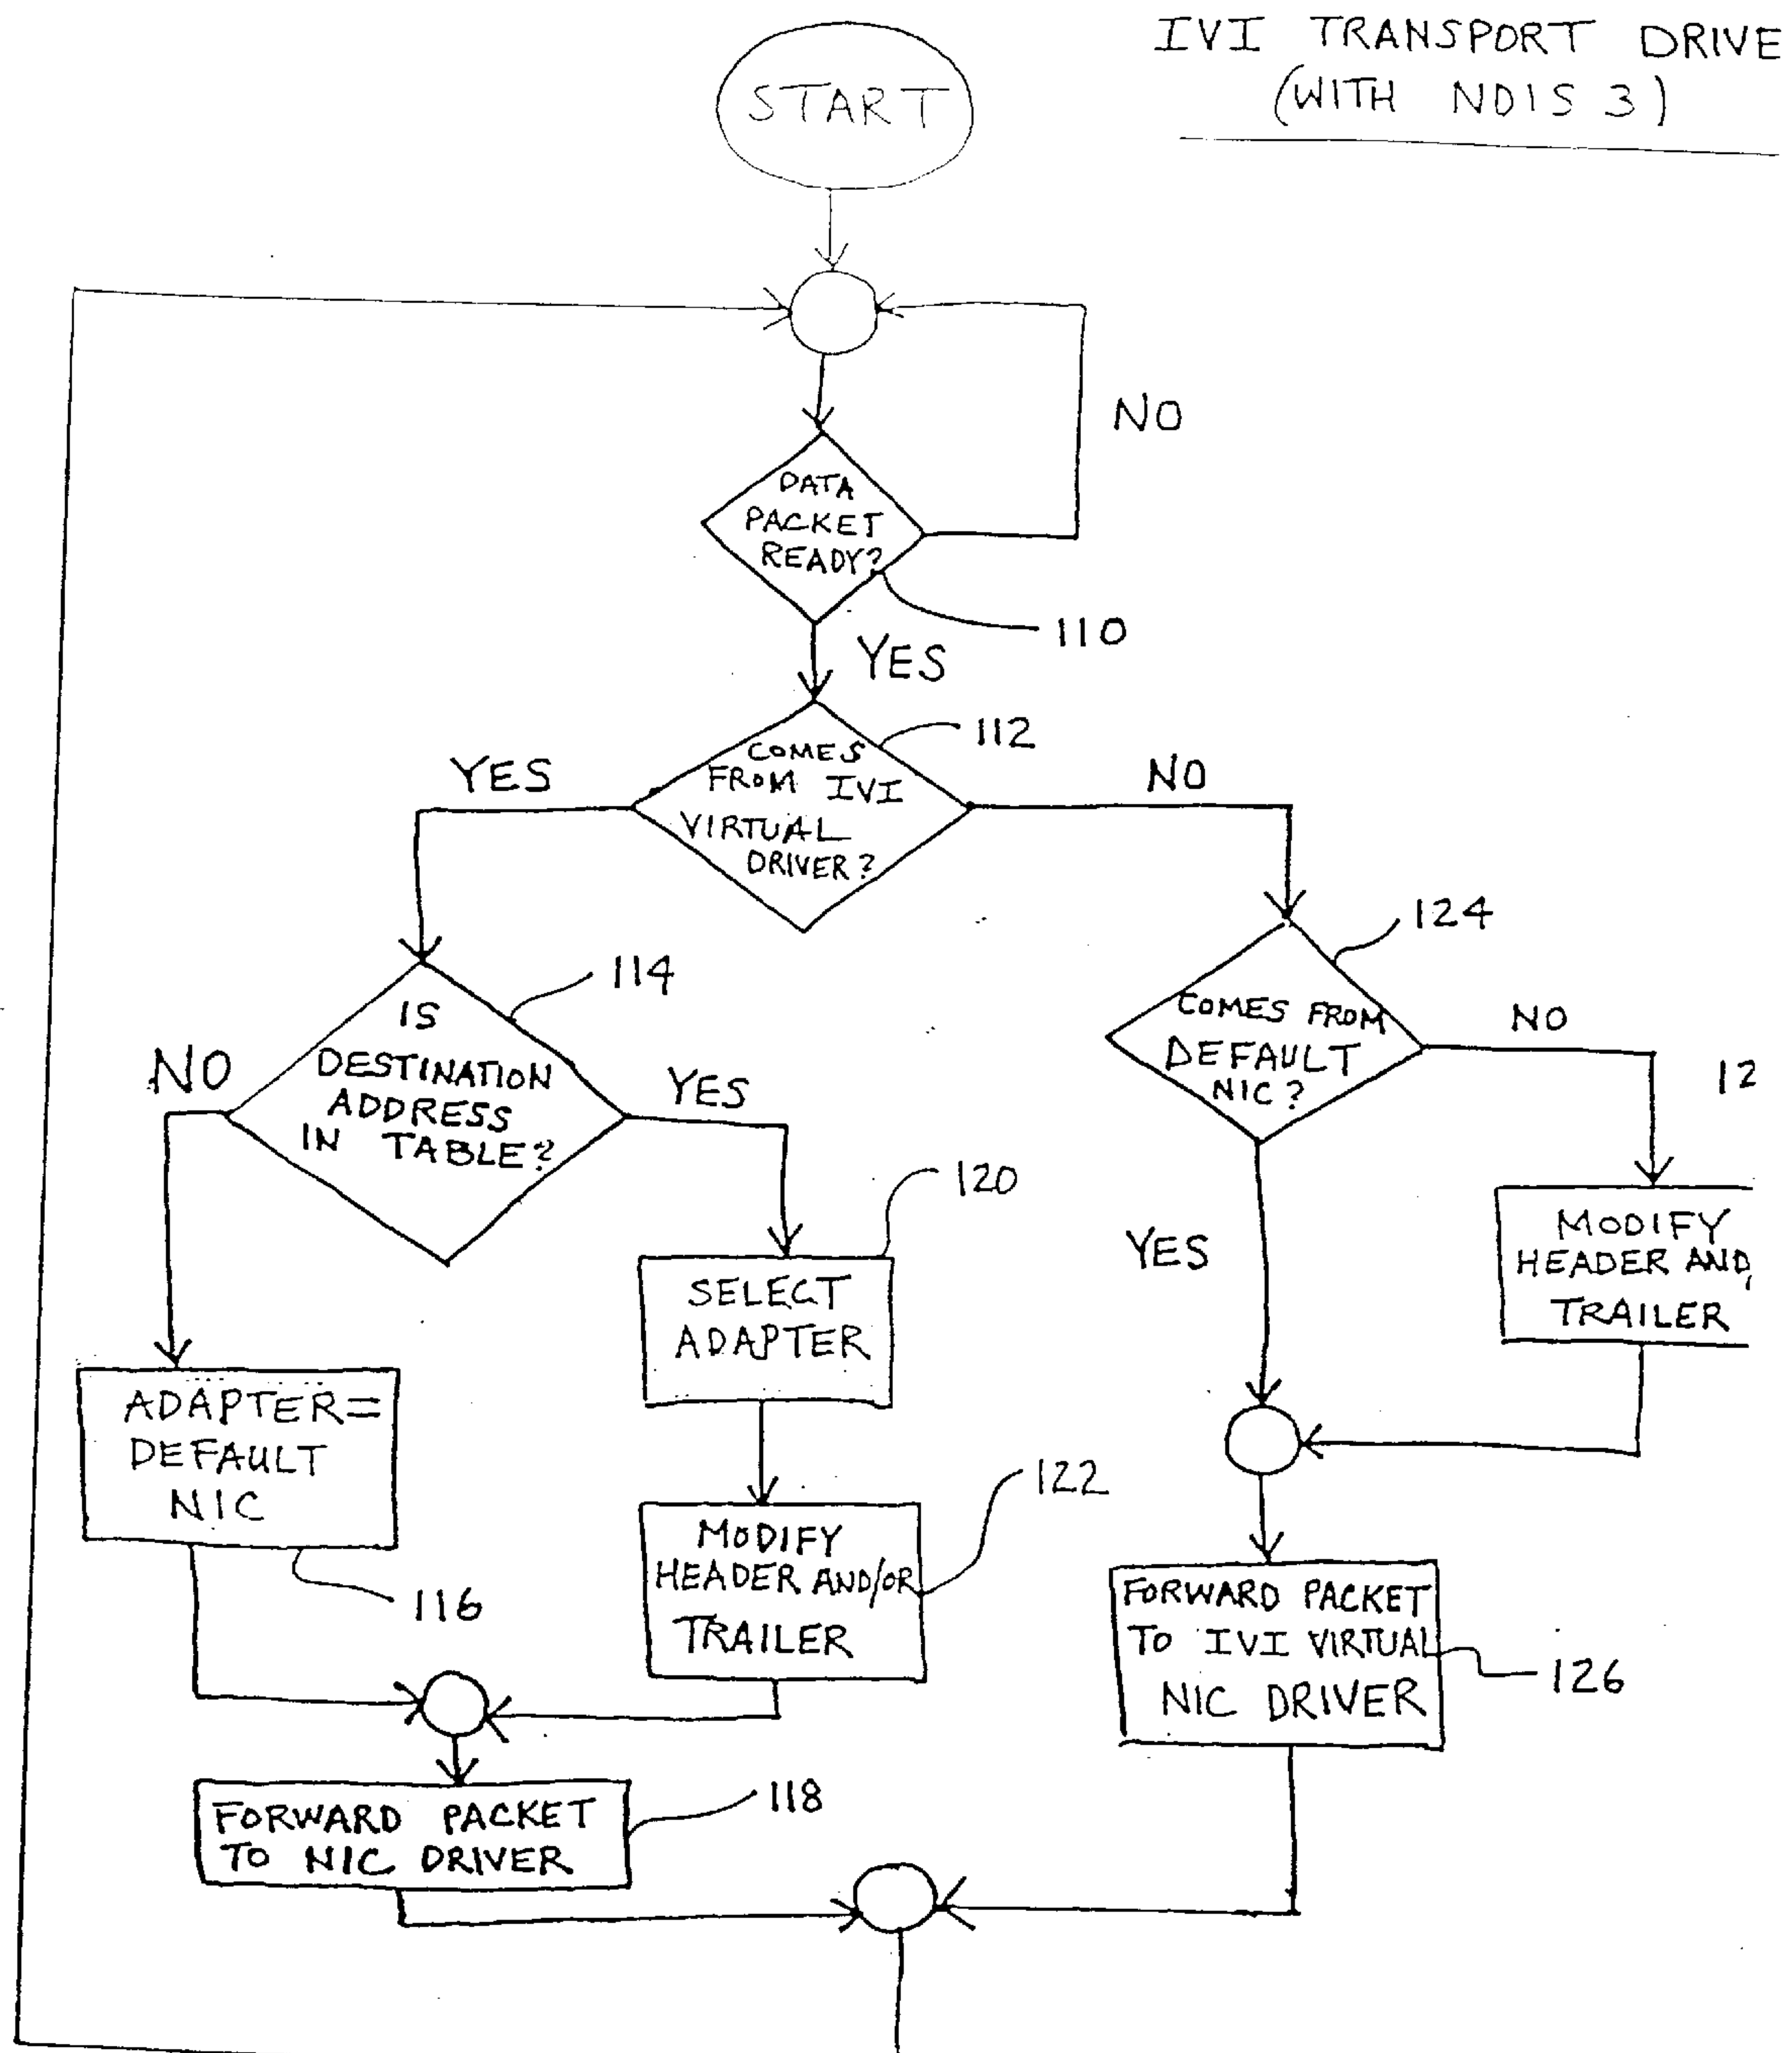 IVI TRANSPORT DRIVE
(WITH NDIS 3)
START
NO
DATA
PACKET
READY?
110
YES
112
COMES
FROM IVI
VIRTUAL
DRIVER?
YES
NO
124
114
IS
DESTINATION
ADDRESS
IN TABLE?
NO
YES
COMES FROM
DEFAULT
NIC?
NO
12
120
YES
MODIFY
HEADER AND
TRAILER
SELECT
ADAPTER
ADAPTER=
DEFAULT
NIC
122
MODIFY
HEADER AND/OR
TRAILER
116
FORWARD PACKET
TO IVI VIRTUAL
NIC DRIVER
126
118
FORWARD PACKET
TO NIC DRIVER